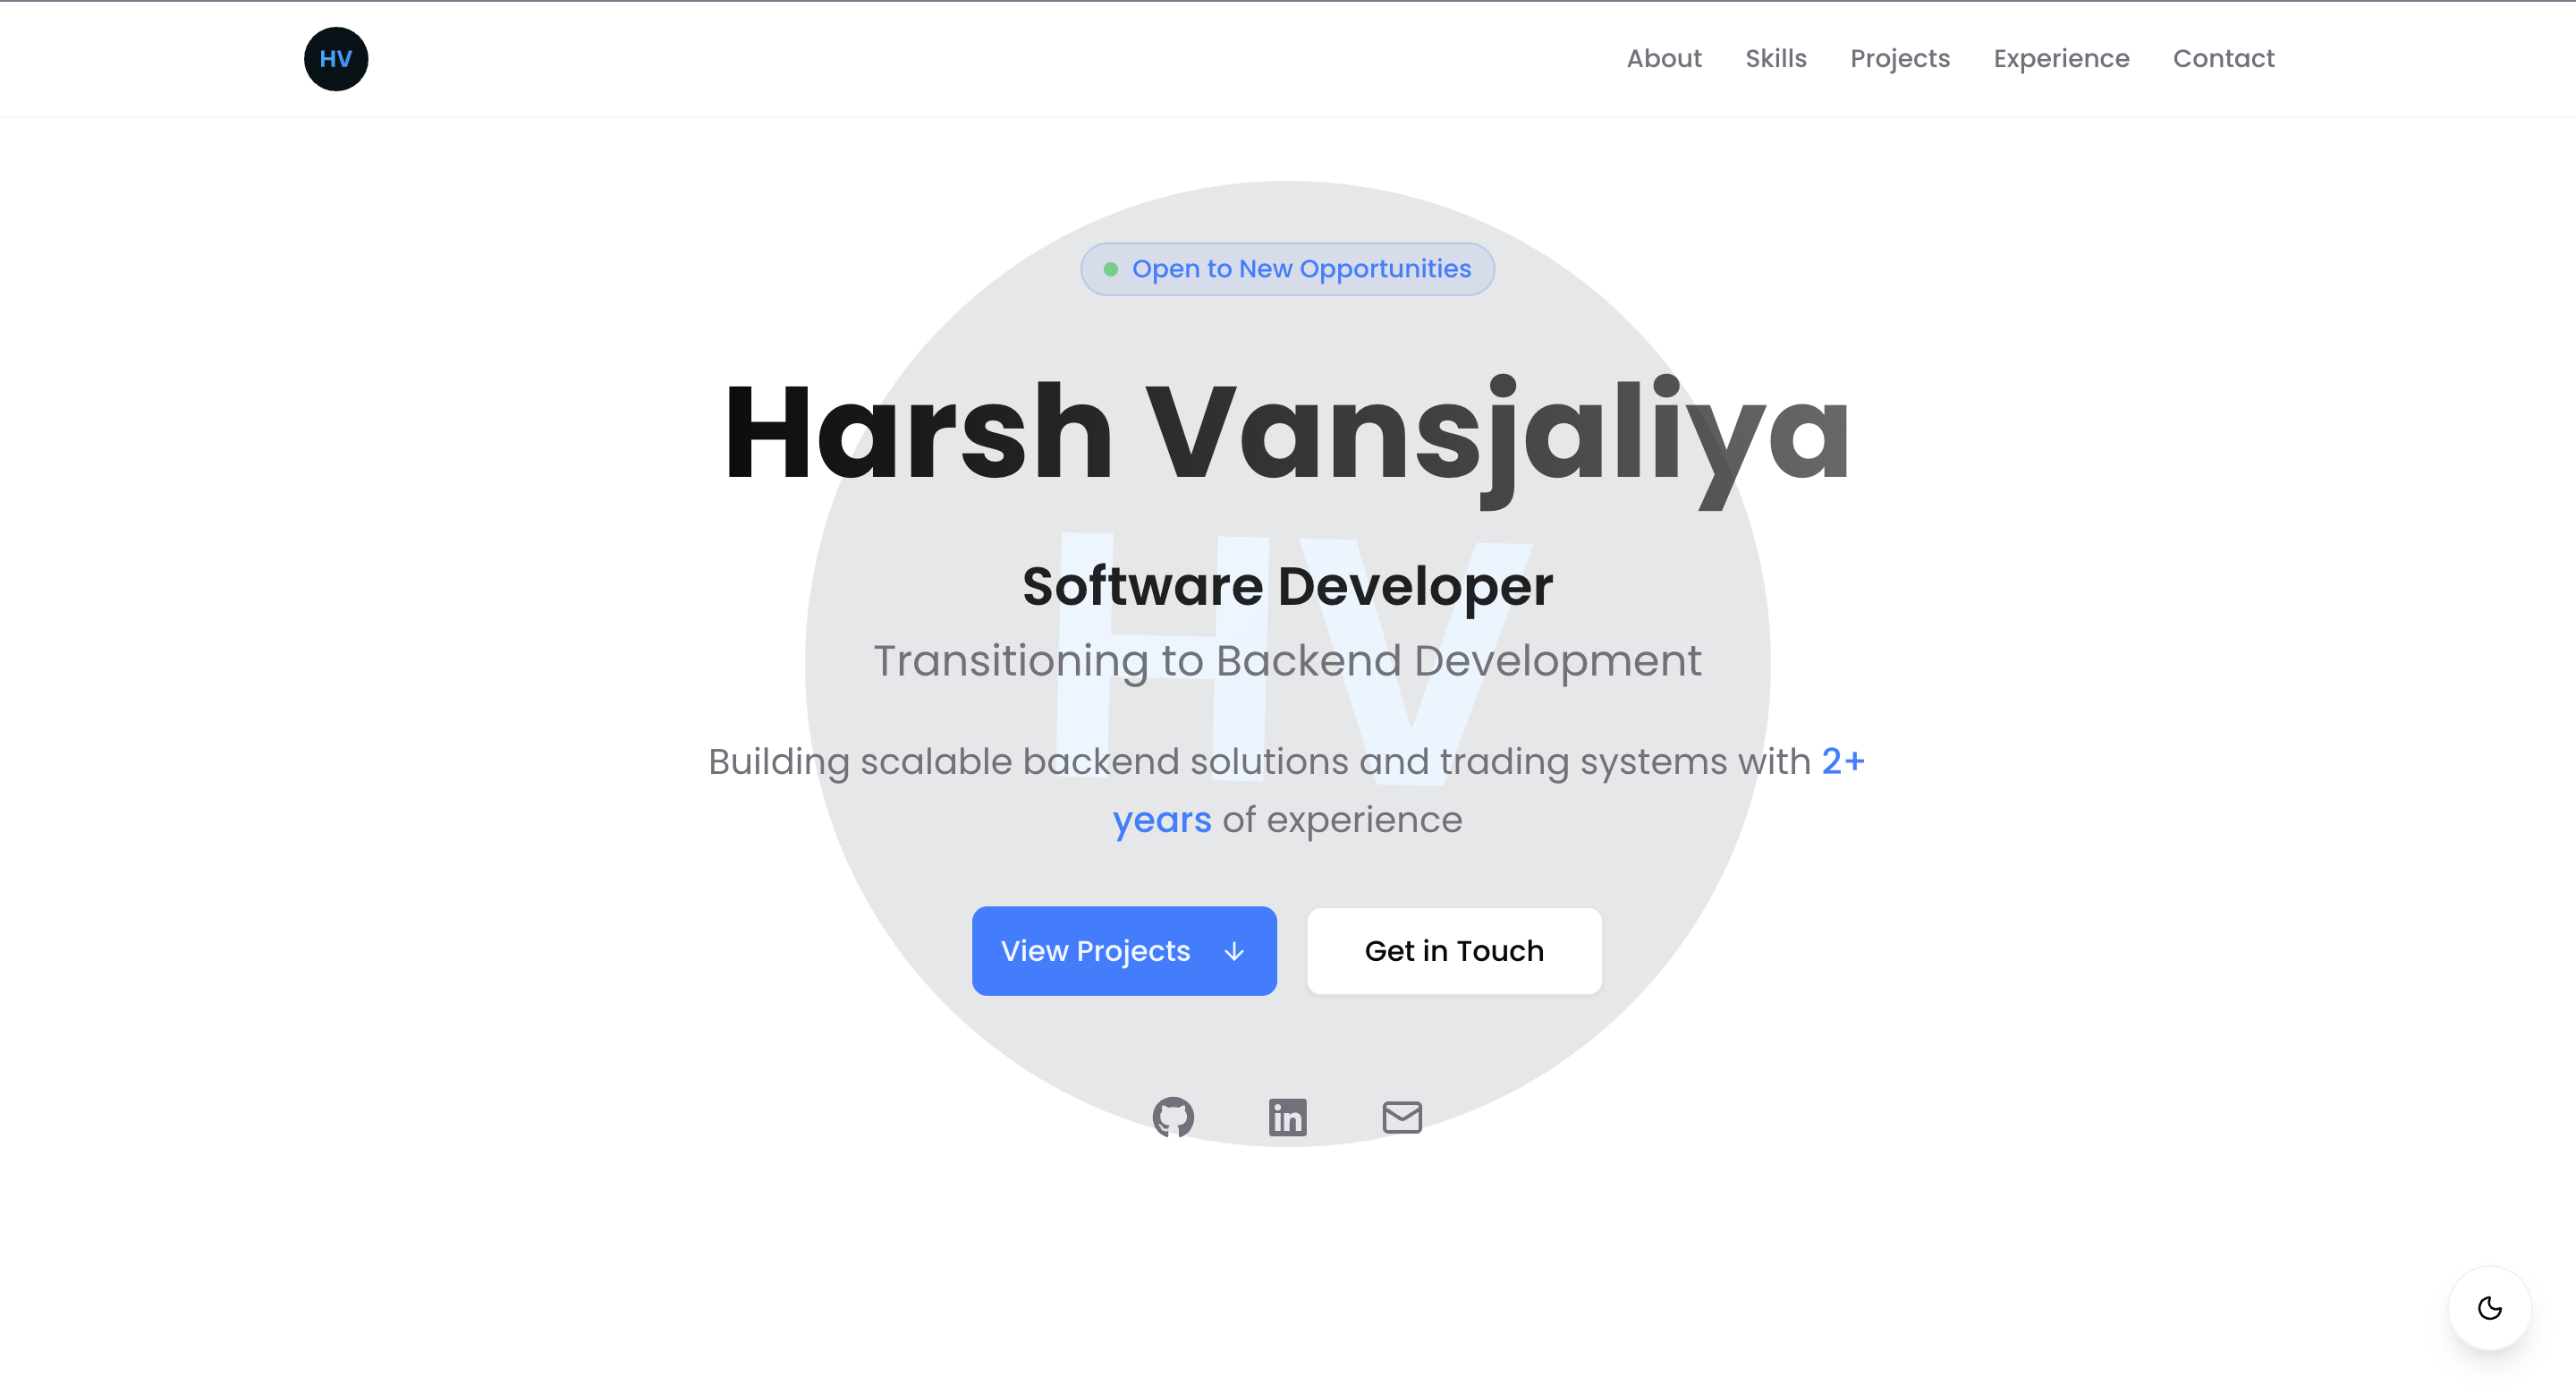 HV
About Skills Projects Experience Contact
Open to New Opportunities
Harsh Vansjaliya
HV
Software Developer
Transitioning to Backend Development
Building scalable backend solutions and trading systems with 2+
years of experience
View Projects ↓ Get in Touch
in